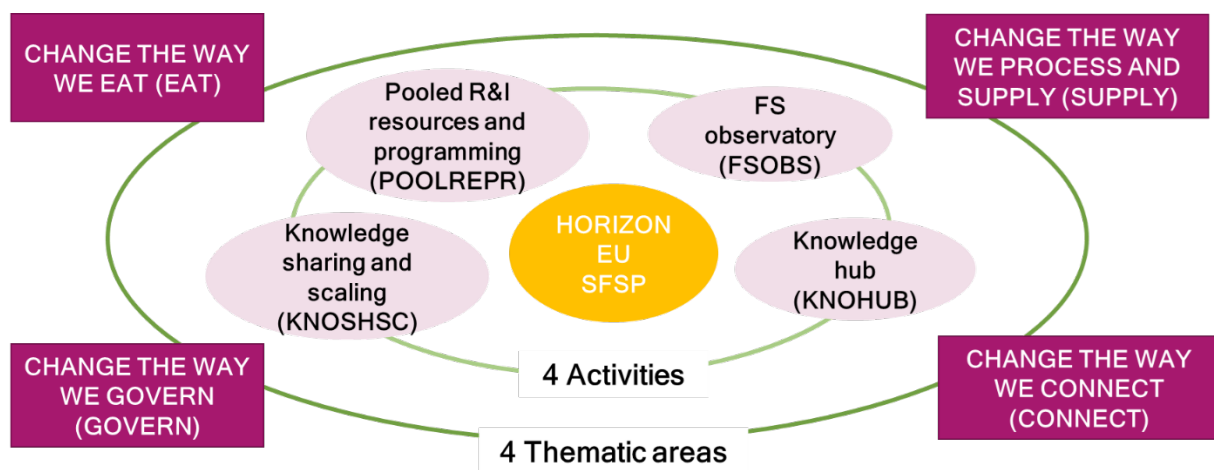 CHANGE THE WAY
WE EAT (EAT)
CHANGE THE WAY
WE PROCESS AND
SUPPLY (SUPPLY)
Pooled R&I
resources and
programming
(POOLREPR)
FS
observatory
(FSOBS)
HORIZON
EU
SFSP
Knowledge
sharing and
scaling
(KNOSHSC)
Knowledge
hub
(KNOHUB)
4 Activities
CHANGE THE WAY
WE GOVERN
(GOVERN)
CHANGE THE WAY
WE CONNECT
(CONNECT)
4 Thematic areas